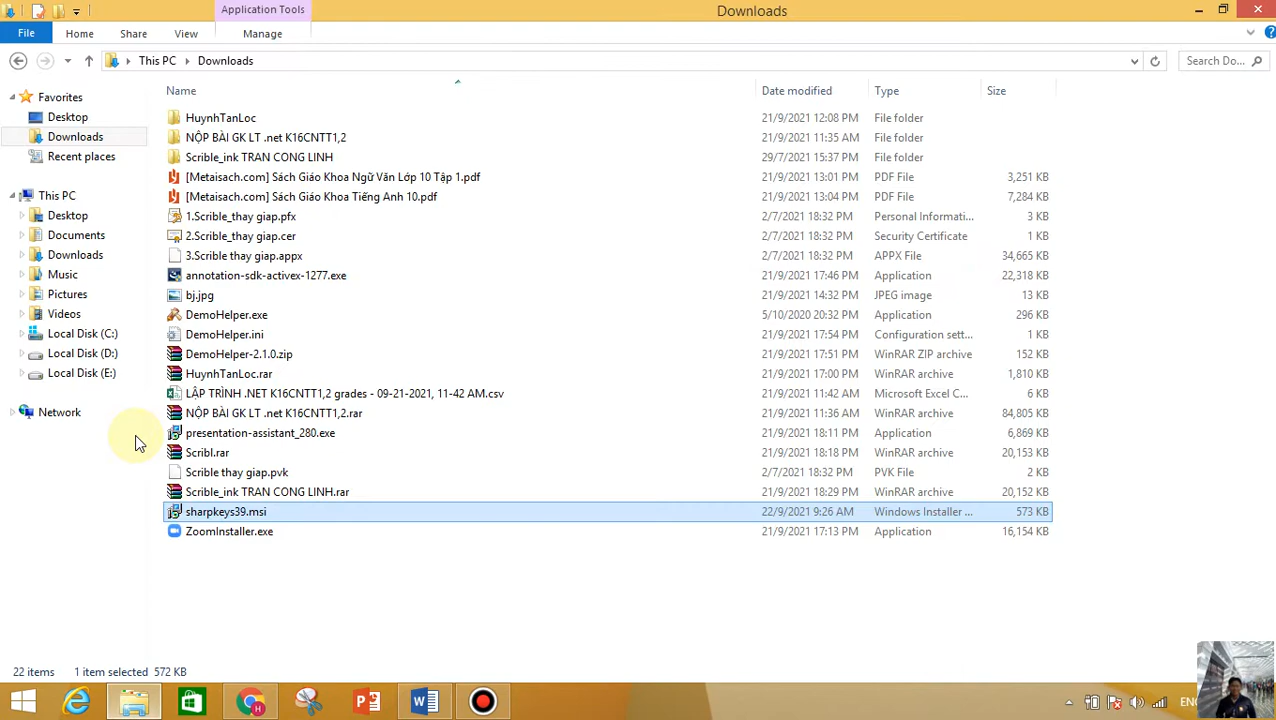 Application Tools
Downloads
File
Home
Share
View
Manage
This PC
Downloads
Search Do...
Name
Date modified
Type
Size
Favorites
Desktop
Downloads
Recent places
This PC
Desktop
Documents
Downloads
Music
Pictures
Videos
Local Disk (C:)
Local Disk (D:)
Local Disk (E:)
Network
HuynhTanLoc 21/9/2021 12:08 PM File folder
NỘP BÀI GK LT .net K16CNTT1,2 21/9/2021 11:35 AM File folder
Scrible_ink TRAN CONG LINH 29/7/2021 15:37 PM File folder
[Metaisach.com] Sách Giáo Khoa Ngữ Văn Lớp 10 Tập 1.pdf 21/9/2021 13:01 PM PDF File 3,251 KB
[Metaisach.com] Sách Giáo Khoa Tiếng Anh 10.pdf 21/9/2021 13:04 PM PDF File 7,284 KB
1.Scrible_thay giap.pfx 2/7/2021 18:32 PM Personal Informati... 3 KB
2.Scrible_thay giap.cer 2/7/2021 18:32 PM Security Certificate 1 KB
3.Scrible thay giap.appx 2/7/2021 18:32 PM APPX File 34,665 KB
annotation-sdk-activex-1277.exe 21/9/2021 17:46 PM Application 22,318 KB
bj.jpg 21/9/2021 14:32 PM JPEG image 13 KB
DemoHelper.exe 5/10/2020 20:32 PM Application 296 KB
DemoHelper.ini 21/9/2021 17:54 PM Configuration sett... 1 KB
DemoHelper-2.1.0.zip 21/9/2021 17:51 PM WinRAR ZIP archive 152 KB
HuynhTanLoc.rar 21/9/2021 17:00 PM WinRAR archive 1,810 KB
LẬP TRÌNH .NET K16CNTT1,2 grades - 09-21-2021, 11-42 AM.csv 21/9/2021 11:42 AM Microsoft Excel C... 7 KB
NỘP BÀI GK LT .net K16CNTT1,2.rar 21/9/2021 11:36 AM WinRAR archive 84,805 KB
presentation-assistant_280.exe 21/9/2021 18:11 PM Application 6,869 KB
Scribl.rar 21/9/2021 18:18 PM WinRAR archive 20,153 KB
Scrible thay giap.pvk 2/7/2021 18:32 PM PVK File 2 KB
Scrible_ink TRAN CONG LINH.rar 21/9/2021 18:29 PM WinRAR archive 20,152 KB
sharpkeys39.msi 22/9/2021 9:26 AM Windows Installer ... 573 KB
ZoomInstaller.exe 21/9/2021 17:13 PM Application 16,154 KB
22 items 1 item selected 572 KB